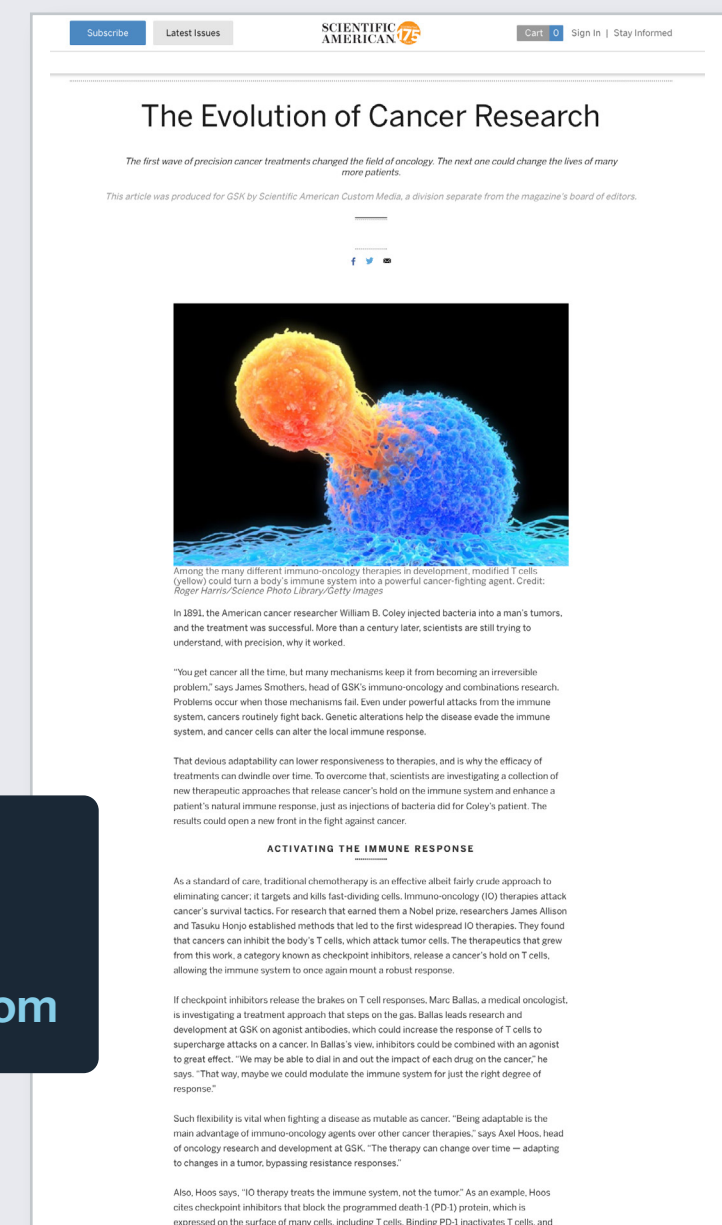 Subscribe
Latest Issues
SCIENTIFIC
AMERICAN 175
Cart 0 Sign In | Stay Informed
The Evolution of Cancer Research
The first wave of precision cancer treatments changed the field of oncology. The next one could change the lives of many
more patients.
This article was produced for GSK by Scientific American Custom Media, a division separate from the magazine's board of editors.
f
Among the many different immuno-oncology therapies in development, modified T cells
(yellow) could turn a body's immune system into a powerful cancer-fighting agent. Credit:
Roger Harris/Science Photo Library/Getty Images
In 1891, the American cancer researcher William B. Coley injected bacteria into a man's tumors,
and the treatment was successful. More than a century later, scientists are still trying to
understand, with precision, why it worked.
“You get cancer all the time, but many mechanisms keep it from becoming an irreversible
problem,” says James Smothers, head of GSK's immuno-oncology and combinations research.
Problems occur when those mechanisms fail. Even under powerful attacks from the immune
system, cancers routinely fight back. Genetic alterations help the disease evade the immune
system, and cancer cells can alter the local immune response.
That devious adaptability can lower responsiveness to therapies, and is why the efficacy of
treatments can dwindle over time. To overcome that, scientists are investigating a collection of
new therapeutic approaches that release cancer's hold on the immune system and enhance a
patient's natural immune response, just as injections of bacteria did for Coley's patient. The
results could open a new front in the fight against cancer.
ACTIVATING THE IMMUNE RESPONSE
As a standard of care, traditional chemotherapy is an effective albeit fairly crude approach to
eliminating cancer; it targets and kills fast-dividing cells. Immuno-oncology (IO) therapies attack
cancer's survival tactics. For research that earned them a Nobel prize, researchers James Allison
and Tasuku Honjo established methods that led to the first widespread IO therapies. They found
that cancers can inhibit the body's T cells, which attack tumor cells. The therapeutics that grew
from this work, a category known as checkpoint inhibitors, release a cancer's hold on T cells,
allowing the immune system to once again mount a robust response.
om
If checkpoint inhibitors release the brakes on T cell responses, Marc Ballas, a medical oncologist,
is investigating a treatment approach that steps on the gas. Ballas leads research and
development at GSK on agonist antibodies, which could increase the response of T cells to
supercharge attacks on a cancer. In Ballas's view, inhibitors could be combined with an agonist
to great effect. “We may be able to dial in and out the impact of each drug on the cancer,” he
says. “That way, maybe we could modulate the immune system for just the right degree of
response.”
Such flexibility is vital when fighting a disease as mutable as cancer. “Being adaptable is the
main advantage of immuno-oncology agents over other cancer therapies,” says Axel Hoos, head
of oncology research and development at GSK. “The therapy can change over time — adapting
to changes in a tumor, bypassing resistance responses.”
Also, Hoos says, “IO therapy treats the immune system, not the tumor.” As an example, Hoos
cites checkpoint inhibitors that block the programmed death-1 (PD-1) protein, which is
expressed on the surface of many cells, including T cells. Binding PD-1 inactivates T cells, and